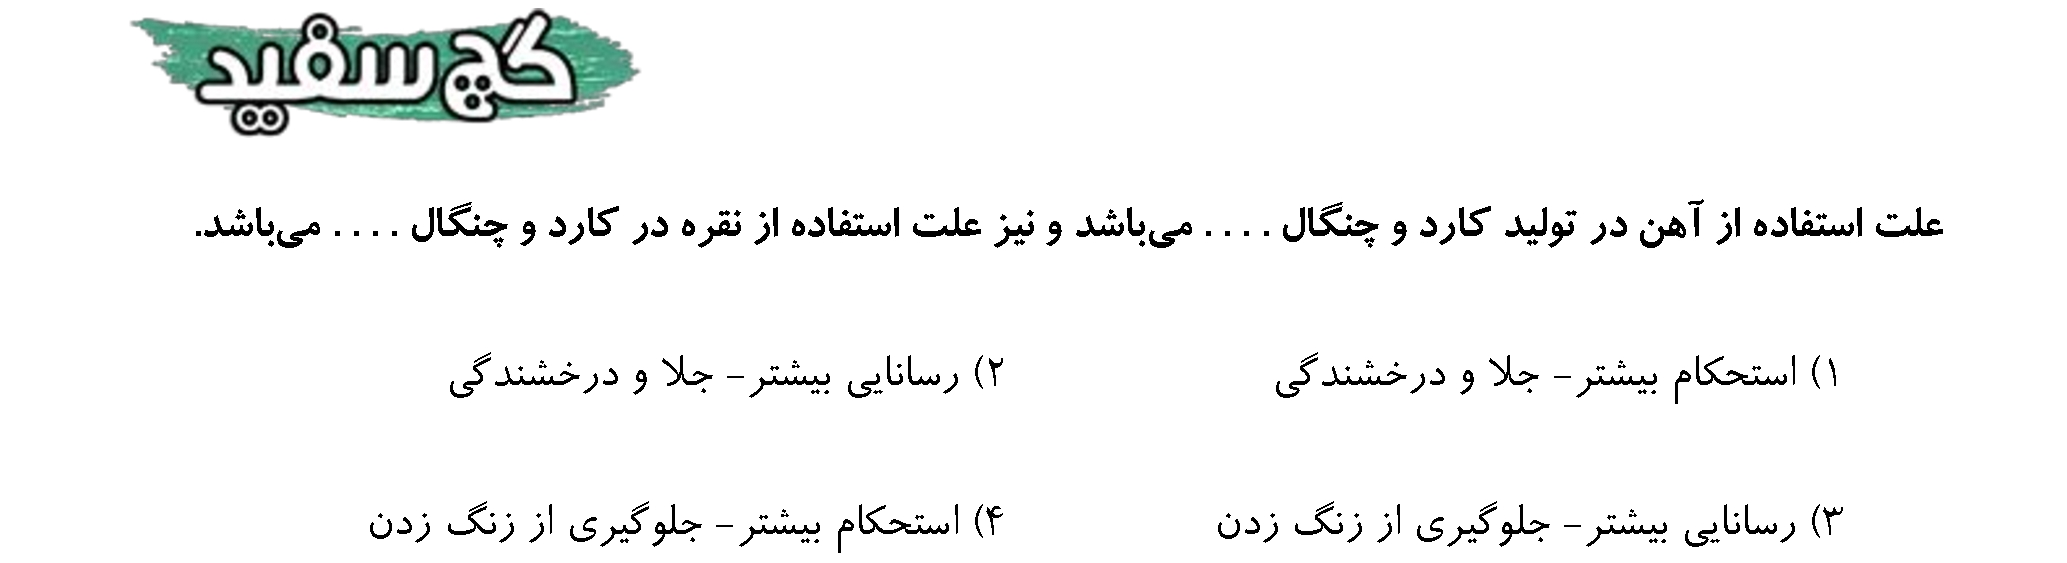 گچ سفید
علت استفاده از آهن در تولید کارد و چنگال .... می‌باشد و نیز علت استفاده از نقره در کارد و چنگال .... می‌باشد.
۱) استحکام بیشتر – جلا و درخشندگی ۲) رسانایی بیشتر – جلا و درخشندگی
۳) رسانایی بیشتر – جلوگیری از زنگ زدن ۴) استحکام بیشتر – جلوگیری از زنگ زدن